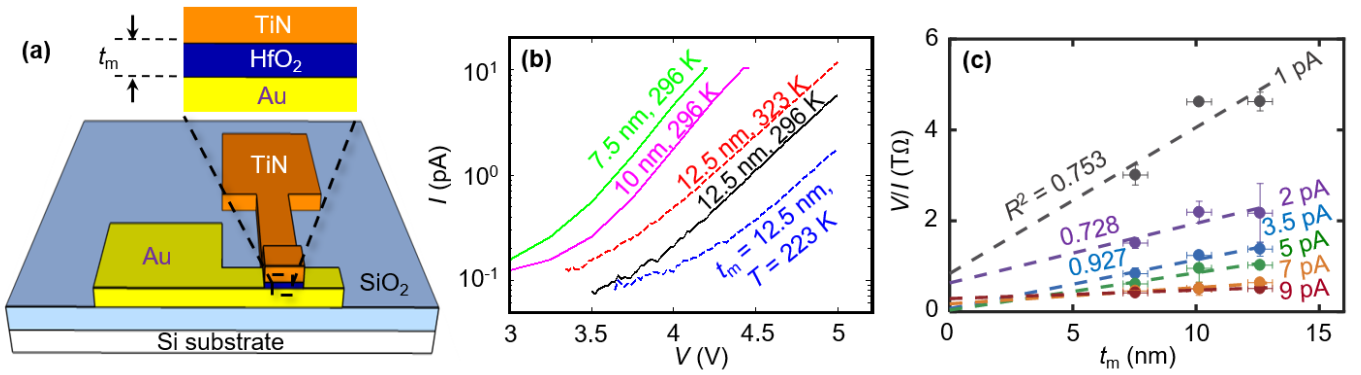 (a)
TiN
HfO₂
Au
tₘ
TiN
Au
SiO₂
Si substrate
(b)
I (pA)
10¹
10⁰
10⁻¹
7.5 nm, 296 K
10 nm, 296 K
12.5 nm, 323 K
12.5 nm, 296 K
tₘ = 12.5 nm,
T = 223 K
3 3.5 4 4.5 5
V (V)
(c)
V/I (TΩ)
6
4
2
0
R² = 0.753
1 pA
0.728
2 pA
0.927
3.5 pA
5 pA
7 pA
9 pA
0 5 10 15
tₘ (nm)